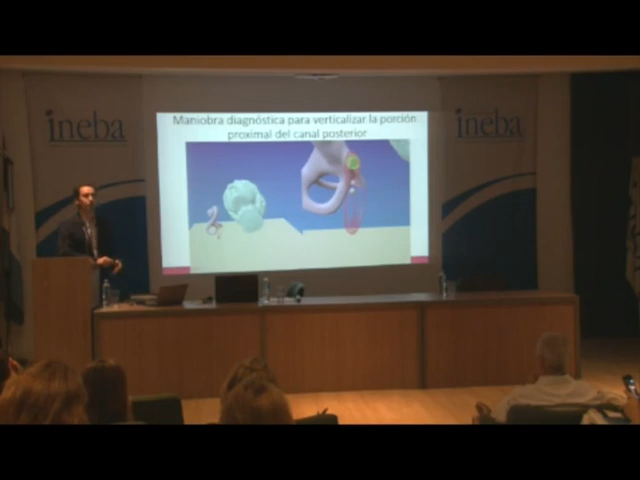 ineba
Maniobra diagnóstica para verticalizar la porción
proximal del canal posterior
ineba